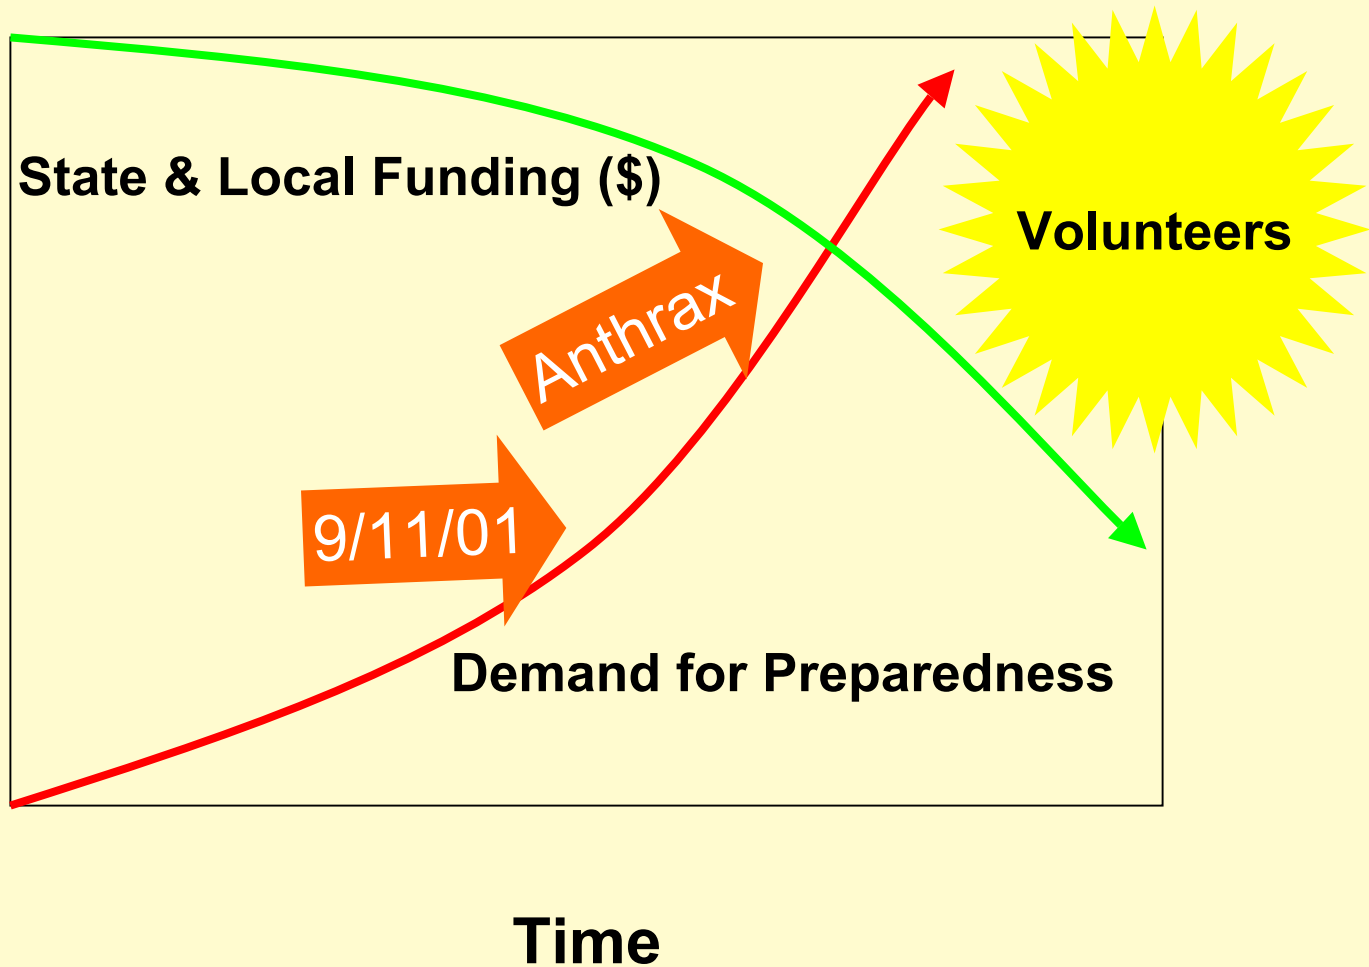 State & Local Funding ($)
Volunteers
Anthrax
9/11/01
Demand for Preparedness
Time